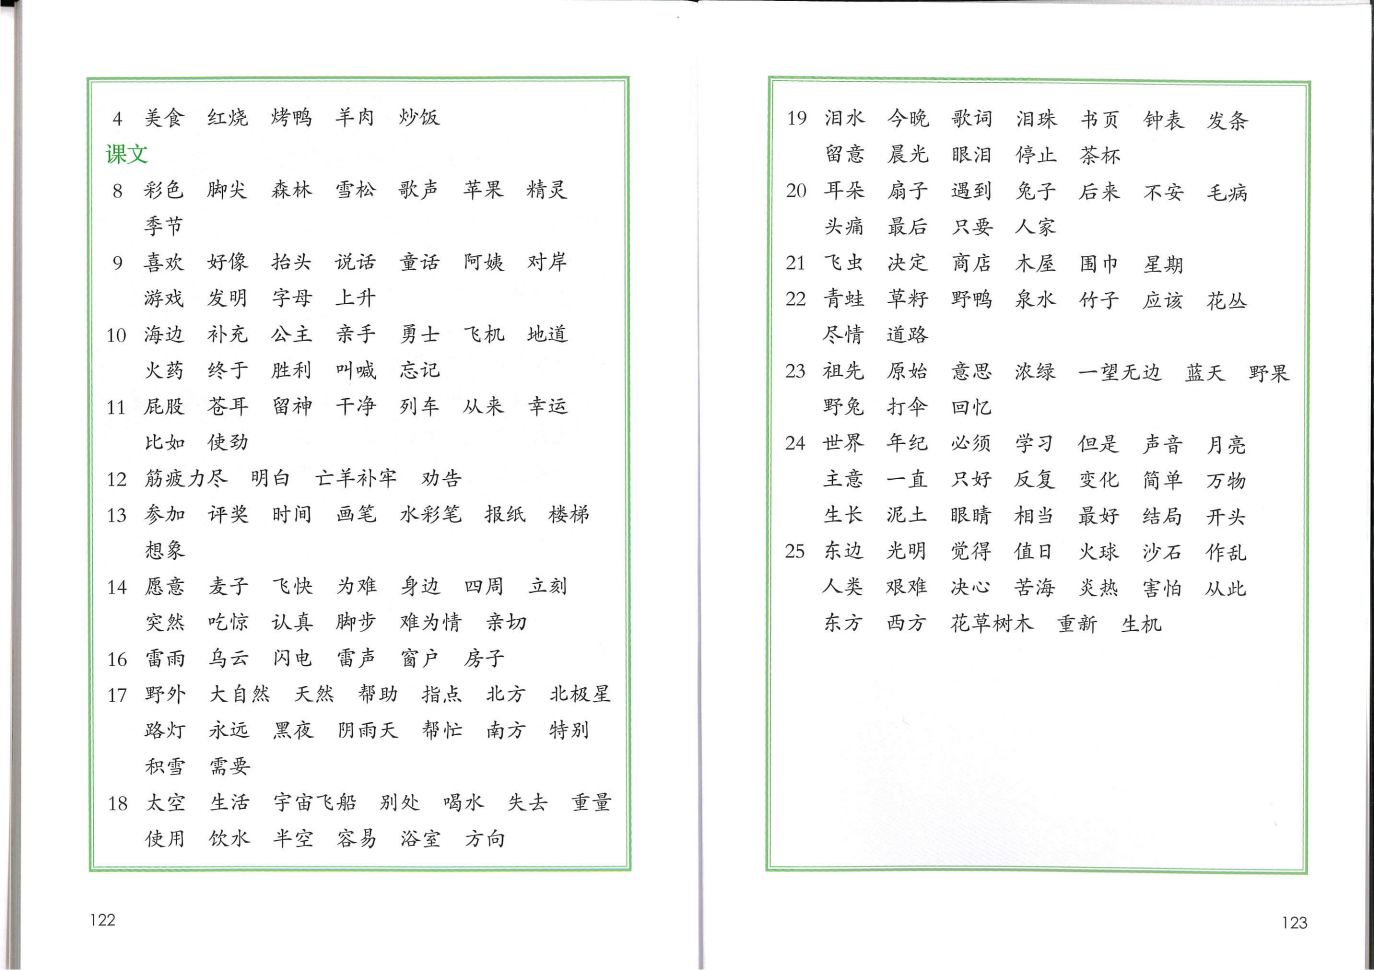 4 美食 红烧 烤鸭 羊肉 炒饭
课文
8 彩色 脚尖 森林 雪松 歌声 苹果 精灵
季节
9 喜欢 好像 抬头 说话 童话 阿姨 对岸
游戏 发明 字母 上升
10 海边 补充 公主 亲手 勇士 飞机 地道
火药 终于 胜利 叫喊 忘记
11 屁股 苍耳 留神 干净 列车 从来 幸运
比如 使劲
12 筋疲力尽 明白 亡羊补牢 劝告
13 参加 评奖 时间 画笔 水彩笔 报纸 楼梯
想象
14 愿意 麦子 飞快 为难 身边 四周 立刻
突然 吃惊 认真 脚步 难为情 亲切
16 雷雨 乌云 闪电 雷声 窗户 房子
17 野外 大自然 天然 帮助 指点 北方 北极星
路灯 永远 黑夜 阴雨天 帮忙 南方 特别
积雪 需要
18 太空 生活 宇宙飞船 别处 喝水 失去 重量
使用 饮水 半空 容易 浴室 方向
122
19 泪水 今晚 歌词 泪珠 书页 钟表 发条
留意 晨光 眼泪 停止 茶杯
20 耳朵 扇子 遇到 兔子 后来 不安 毛病
头痛 最后 只要 人家
21 飞虫 决定 商店 木屋 围巾 星期
22 青蛙 草籽 野鸭 泉水 竹子 应该 花丛
尽情 道路
23 祖先 原始 意思 浓绿 一望无边 蓝天 野果
野兔 打伞 回忆
24 世界 年纪 必须 学习 但是 声音 月亮
主意 一直 只好 反复 变化 简单 万物
生长 泥土 眼睛 相当 最好 结局 开头
25 东边 光明 觉得 值日 火球 沙石 作乱
人类 艰难 决心 苦海 炎热 害怕 从此
东方 西方 花草树木 重新 生机
123